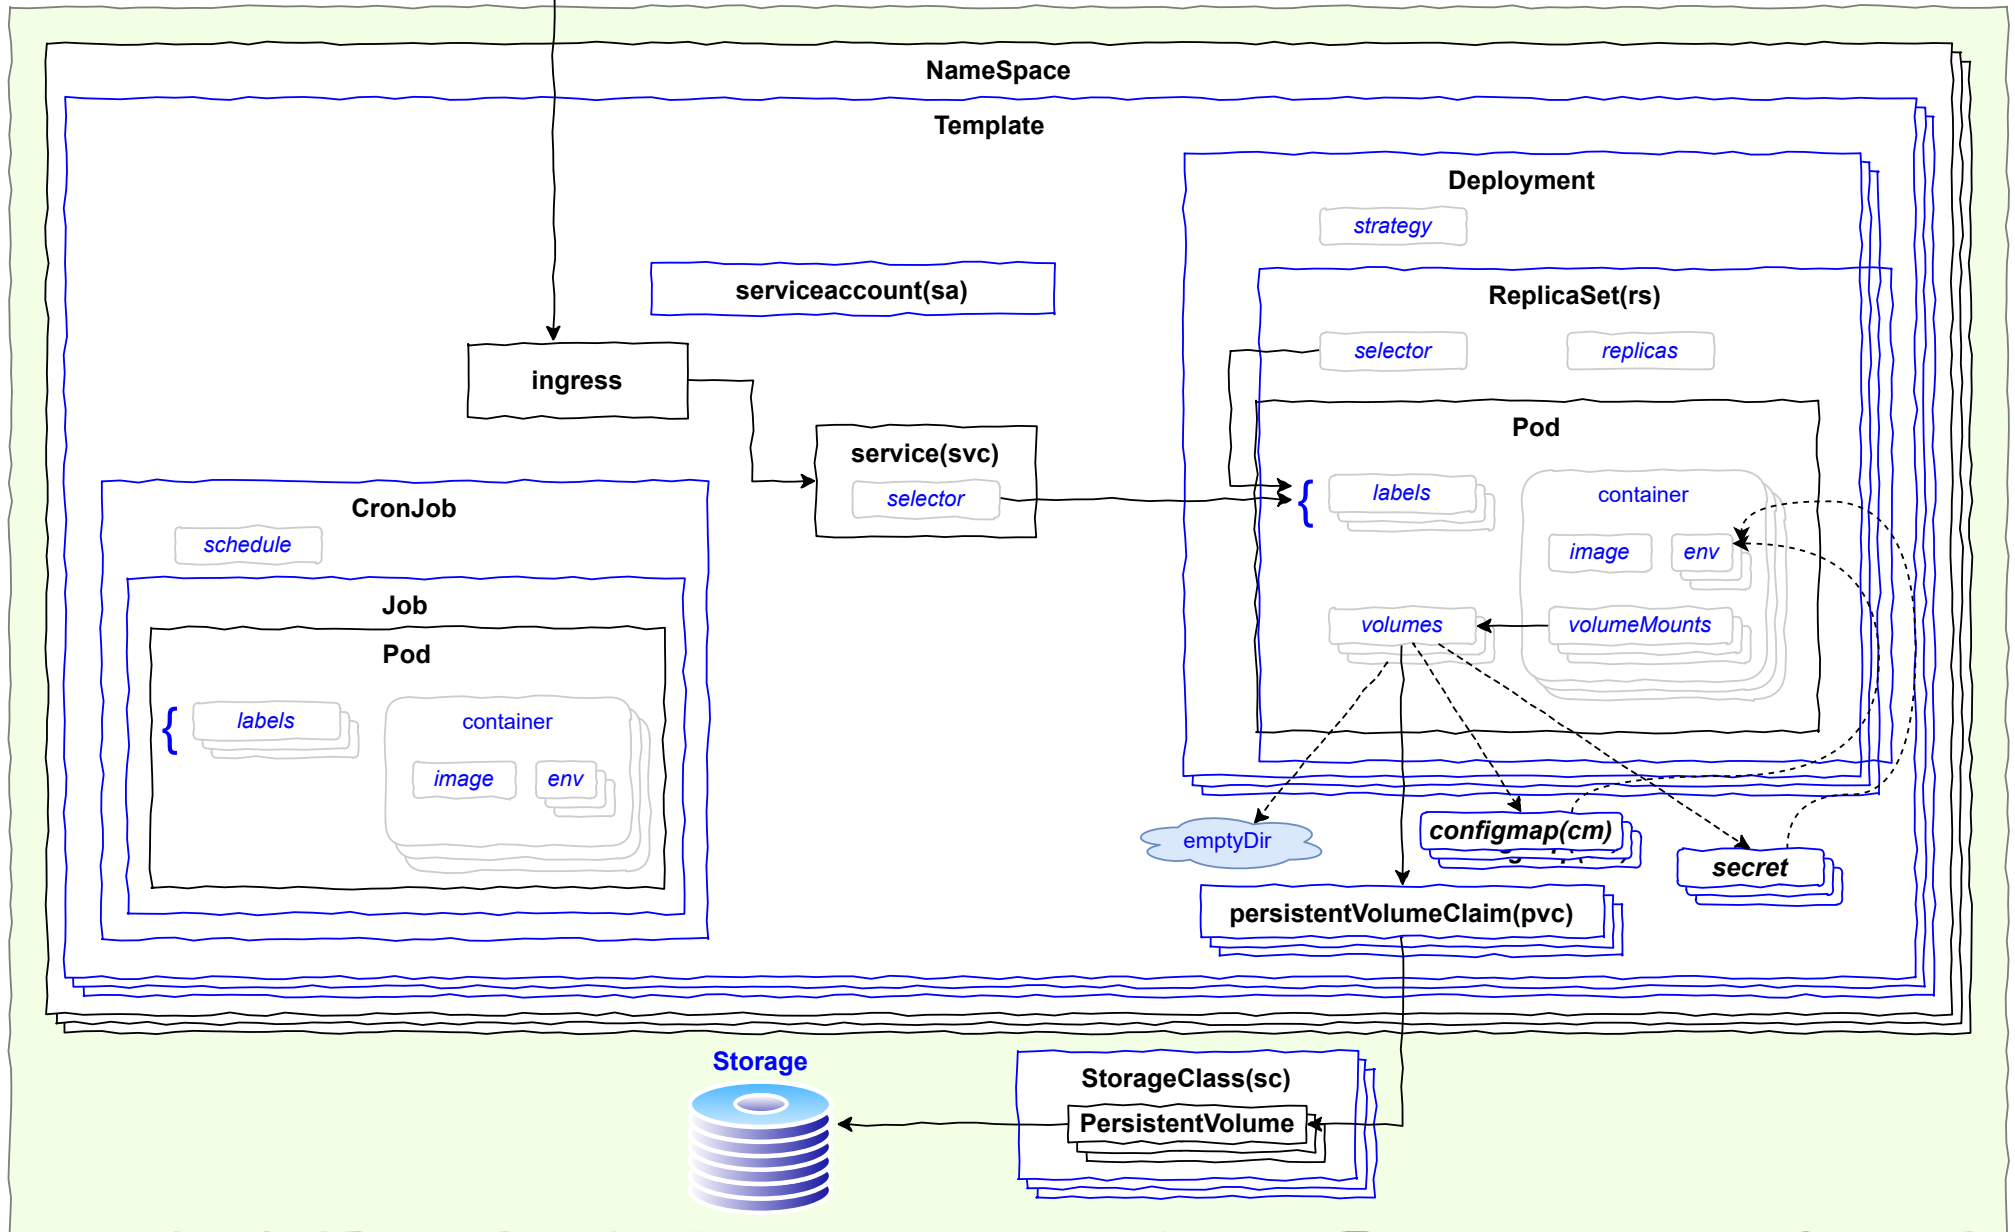 NameSpace
Template
Deployment
strategy
serviceaccount(sa)
ReplicaSet(rs)
selector
replicas
ingress
Pod
service(svc)
selector
{
labels
container
image
env
volumes
volumeMounts
CronJob
schedule
Job
Pod
{
labels
container
image
env
emptyDir
configmap(cm)
secret
persistentVolumeClaim(pvc)
Storage
StorageClass(sc)
PersistentVolume